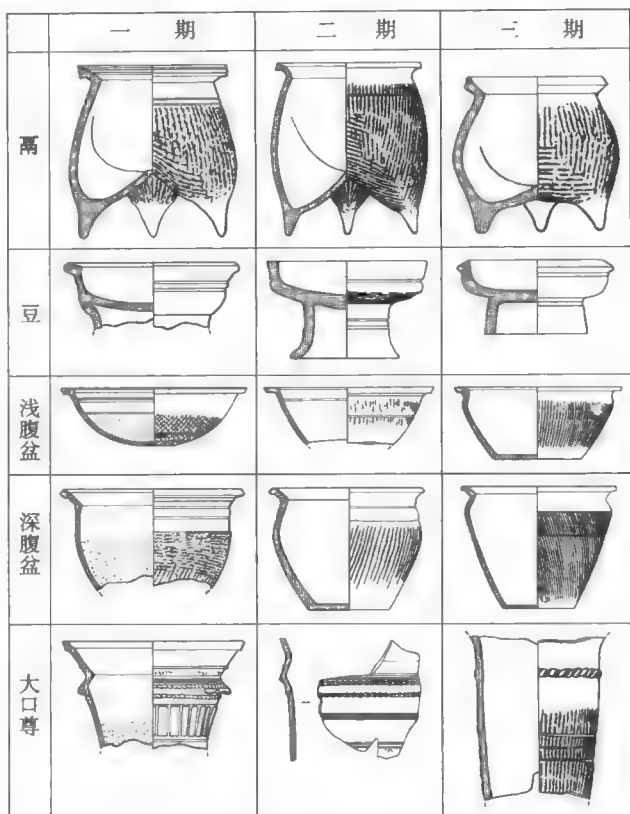 一 期 二 期 三 期
鬲
豆
浅腹盆
深腹盆
大口尊